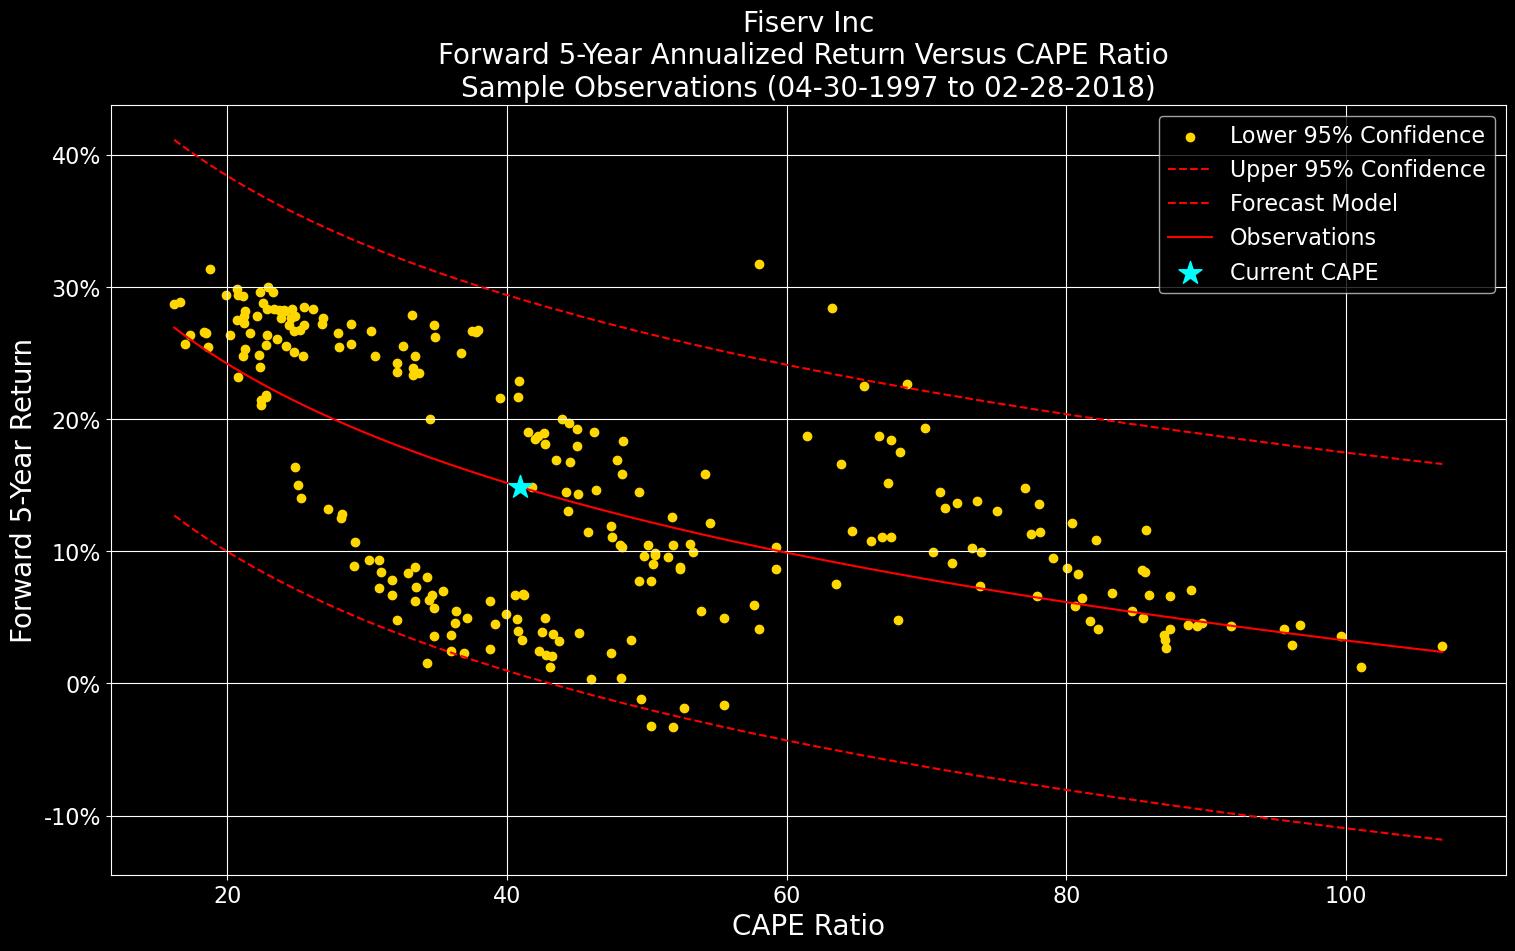 Fiserv Inc
Forward 5-Year Annualized Return Versus CAPE Ratio
Sample Observations (04-30-1997 to 02-28-2018)
Lower 95% Confidence
Upper 95% Confidence
Forecast Model
Observations
Current CAPE
Forward 5-Year Return
40%
30%
20%
10%
0%
-10%
20 40 60 80 100
CAPE Ratio